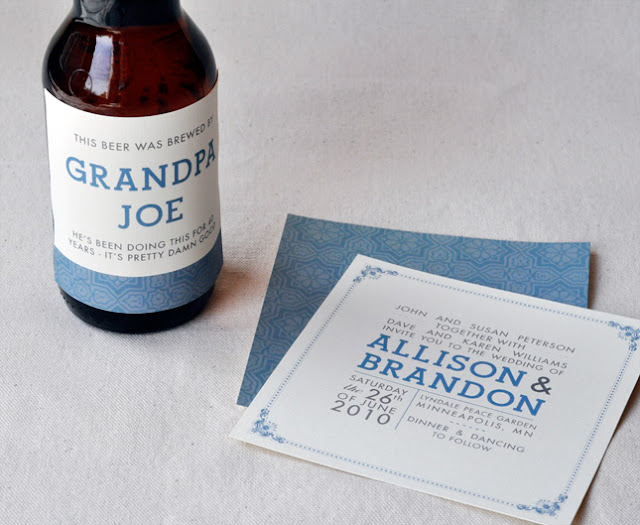 THIS BEER WAS BREWED BY
GRANDPA
JOE
HE'S BEEN DOING THIS FOR 40
YEARS - IT'S PRETTY DAMN GOOD
JOHN AND SUSAN PETERSON
TOGETHER WITH
DAVE AND KAREN WILLIAMS
INVITE YOU TO THE WEDDING OF
ALLISON &
BRANDON
SATURDAY
the 26th
OF JUNE
2010
LYNDALE PEACE GARDEN
MINNEAPOLIS, MN
------
DINNER & DANCING
TO FOLLOW